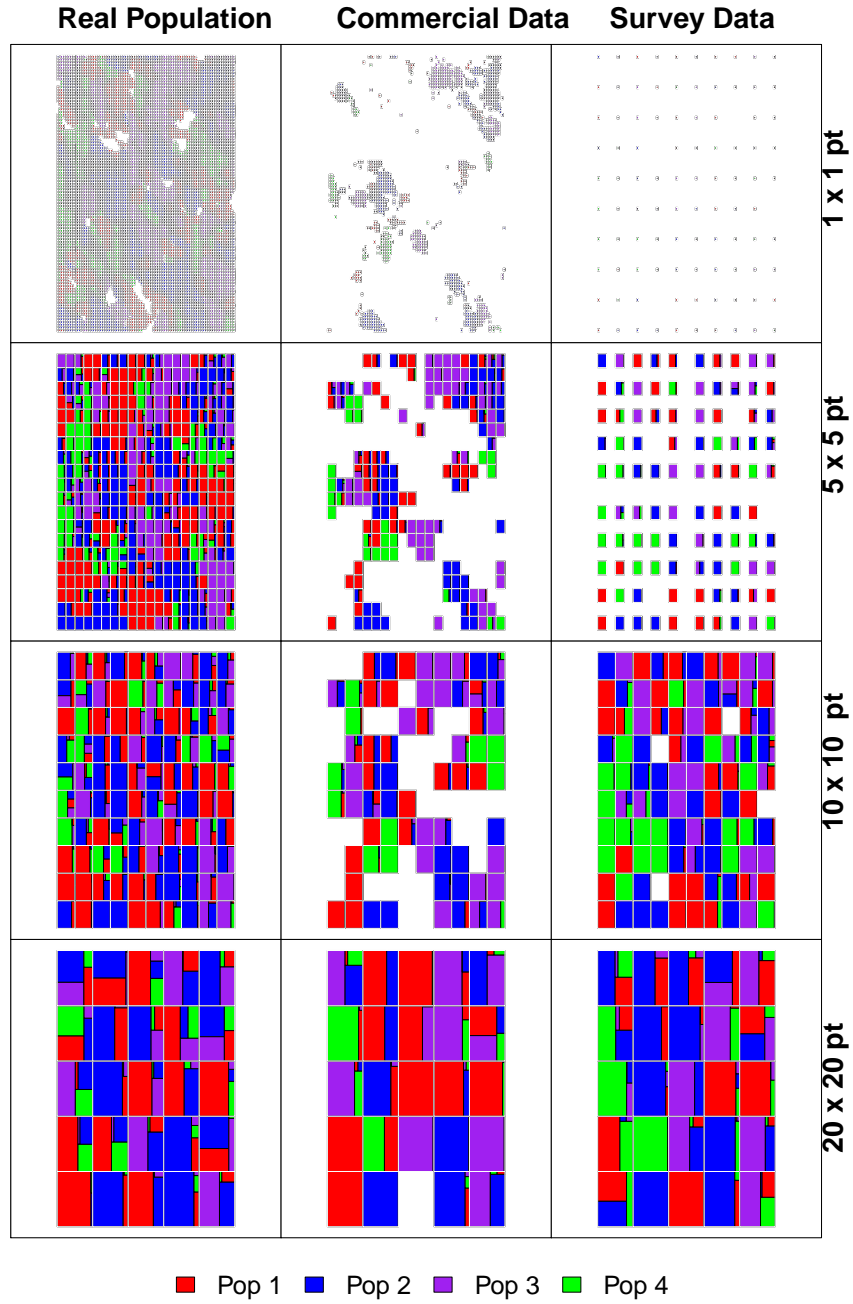 Real Population Commercial Data Survey Data
1 x 1 pt
5 x 5 pt
10 x 10 pt
20 x 20 pt
Pop 1 Pop 2 Pop 3 Pop 4